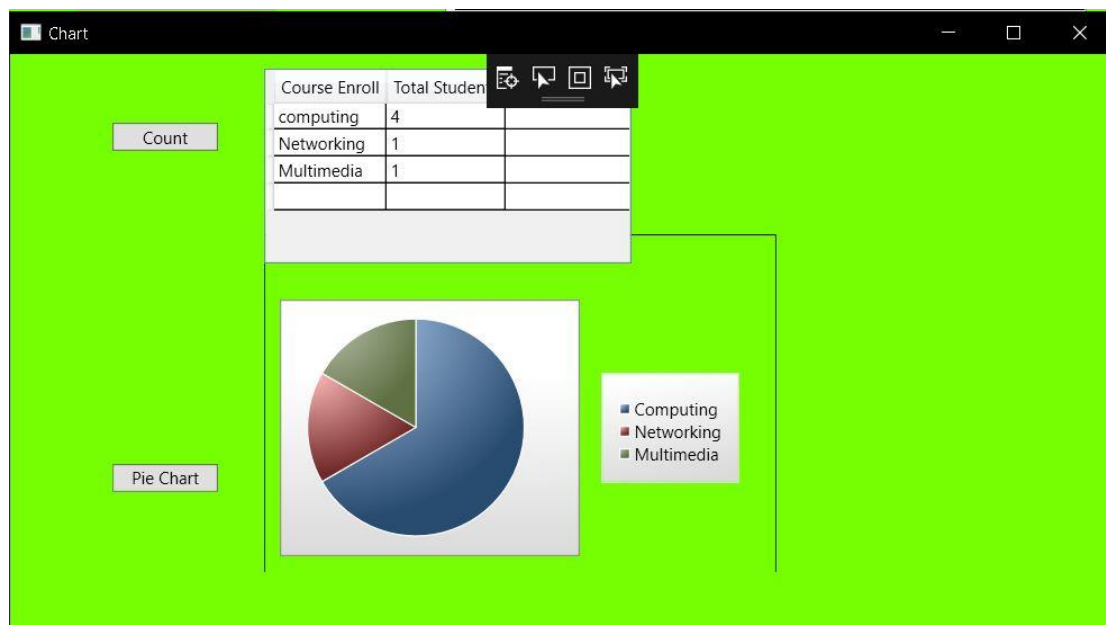 Chart
Course Enroll Total Studen
computing 4
Count
Networking 1
Multimedia 1
Computing
Networking
Multimedia
Pie Chart